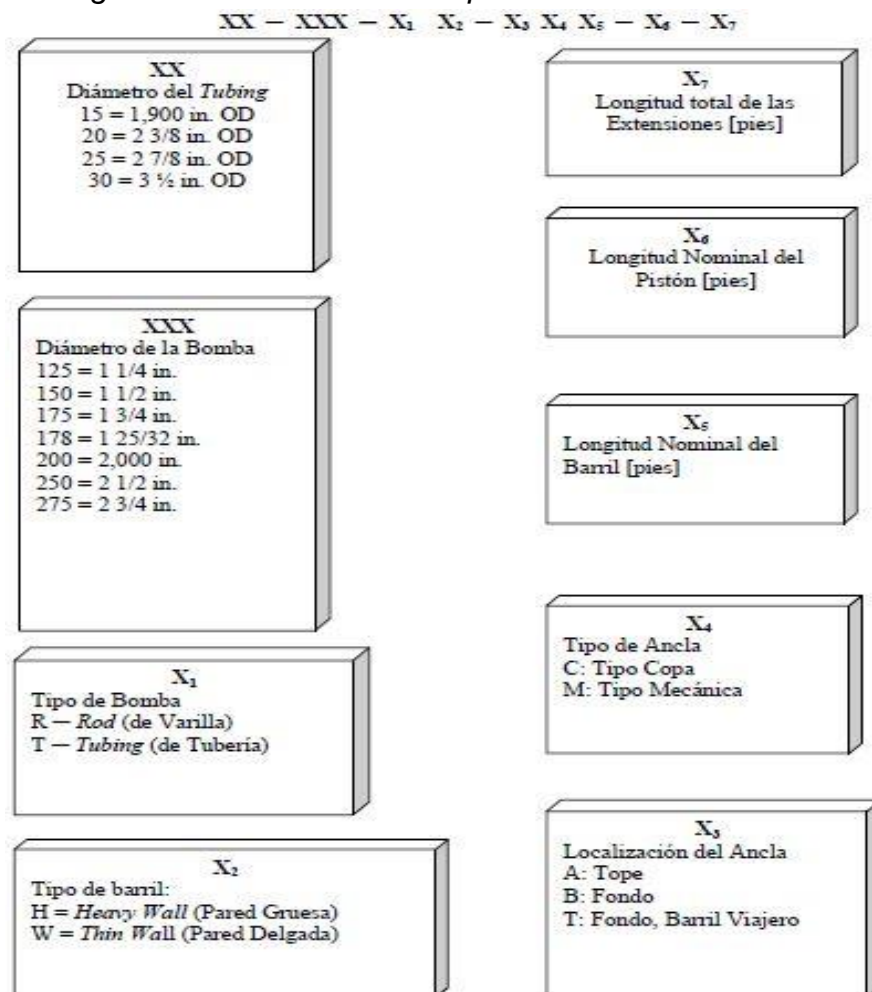 XX – XXX – X₁ X₂ – X₃ X₄ X₅ – X₆ – X₇
XX
Diámetro del Tubing
15 = 1,900 in. OD
20 = 2 3/8 in. OD
25 = 2 7/8 in. OD
30 = 3 ½ in. OD
XXX
Diámetro de la Bomba
125 = 1 1/4 in.
150 = 1 1/2 in.
175 = 1 3/4 in.
178 = 1 25/32 in.
200 = 2,000 in.
250 = 2 1/2 in.
275 = 2 3/4 in.
X₁
Tipo de Bomba
R – Rod (de Varilla)
T – Tubing (de Tubería)
X₂
Tipo de barril:
H = Heavy Wall (Pared Gruesa)
W = Thin Wall (Pared Delgada)
X₇
Longitud total de las
Extensiones [pies]
X₆
Longitud Nominal del
Pistón [pies]
X₅
Longitud Nominal del
Barril [pies]
X₄
Tipo de Ancla
C: Tipo Copa
M: Tipo Mecánica
X₃
Localización del Ancla
A: Tope
B: Fondo
T: Fondo, Barril Viajero